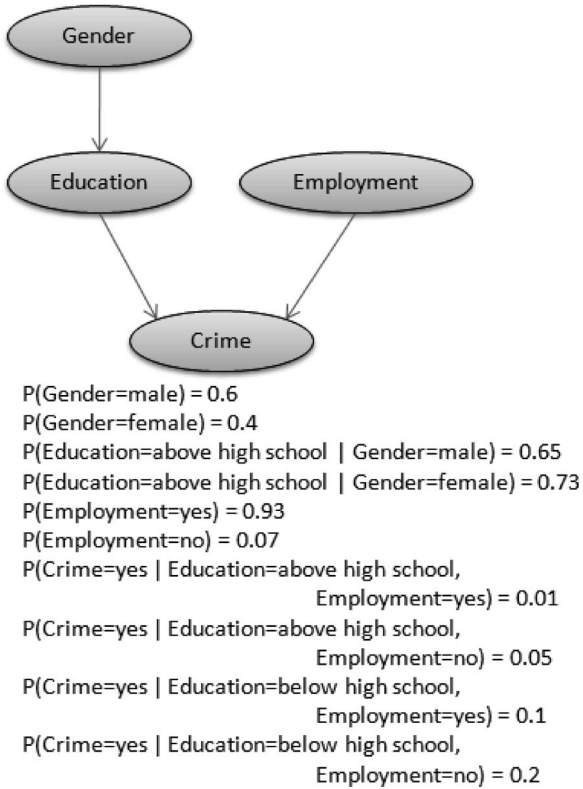 Gender
Education
Employment
Crime
P(Gender=male) = 0.6
P(Gender=female) = 0.4
P(Education=above high school | Gender=male) = 0.65
P(Education=above high school | Gender=female) = 0.73
P(Employment=yes) = 0.93
P(Employment=no) = 0.07
P(Crime=yes | Education=above high school,
Employment=yes) = 0.01
P(Crime=yes | Education=above high school,
Employment=no) = 0.05
P(Crime=yes | Education=below high school,
Employment=yes) = 0.1
P(Crime=yes | Education=below high school,
Employment=no) = 0.2